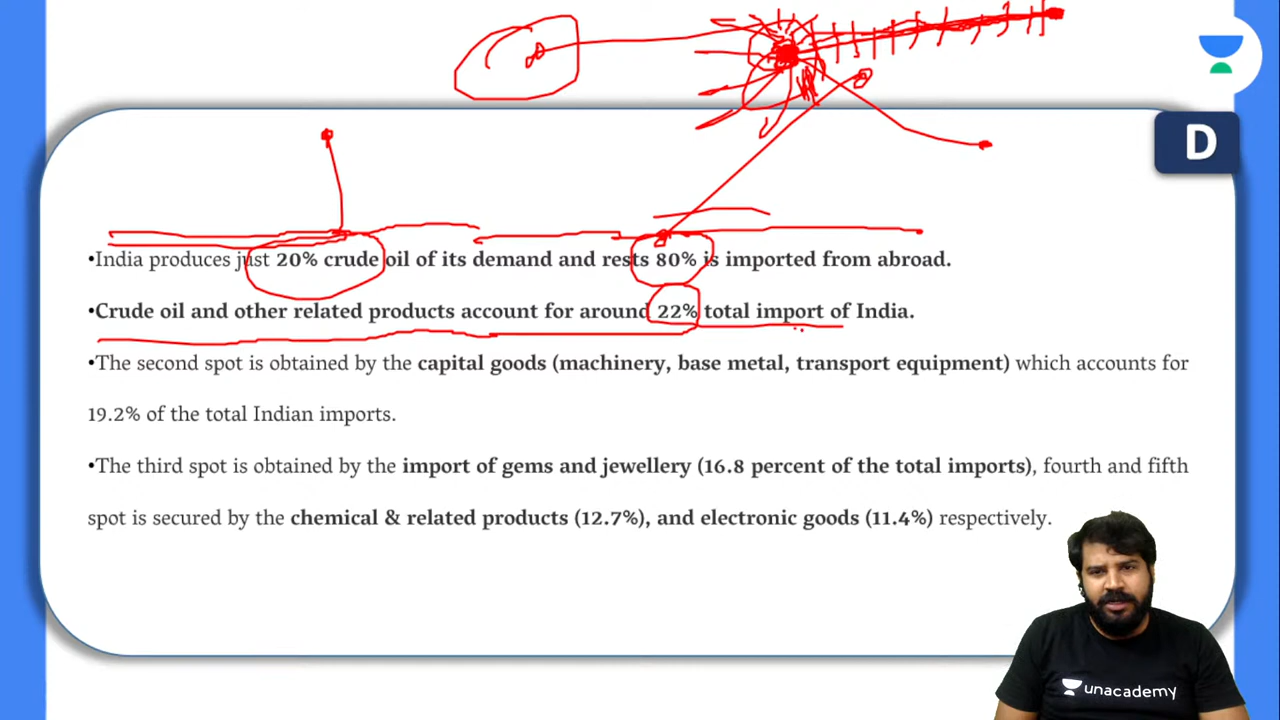 D
•India produces just 20% crude oil of its demand and rests 80% is imported from abroad.
•Crude oil and other related products account for around 22% total import of India.
•The second spot is obtained by the capital goods (machinery, base metal, transport equipment) which accounts for
19.2% of the total Indian imports.
•The third spot is obtained by the import of gems and jewellery (16.8 percent of the total imports), fourth and fifth
spot is secured by the chemical & related products (12.7%), and electronic goods (11.4%) respectively.
unacademy